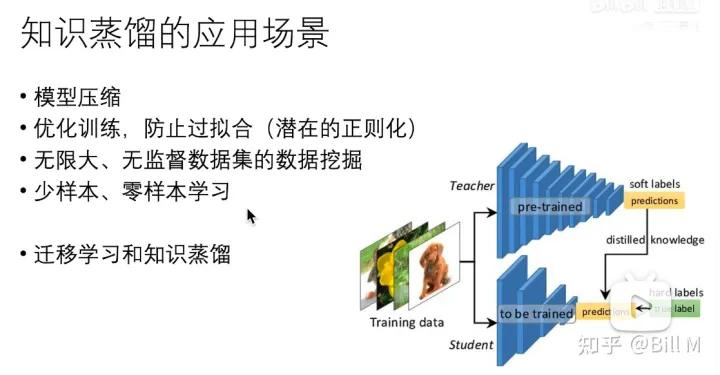 知识蒸馏的应用场景
• 模型压缩
• 优化训练，防止过拟合（潜在的正则化）
• 无限大、无监督数据集的数据挖掘
• 少样本、零样本学习
• 迁移学习和知识蒸馏
Teacher
pre-trained
soft labels
predictions
distilled knowledge
Training data
to be trained
predictions
hard labels
true label
Student
知乎 @Bill M